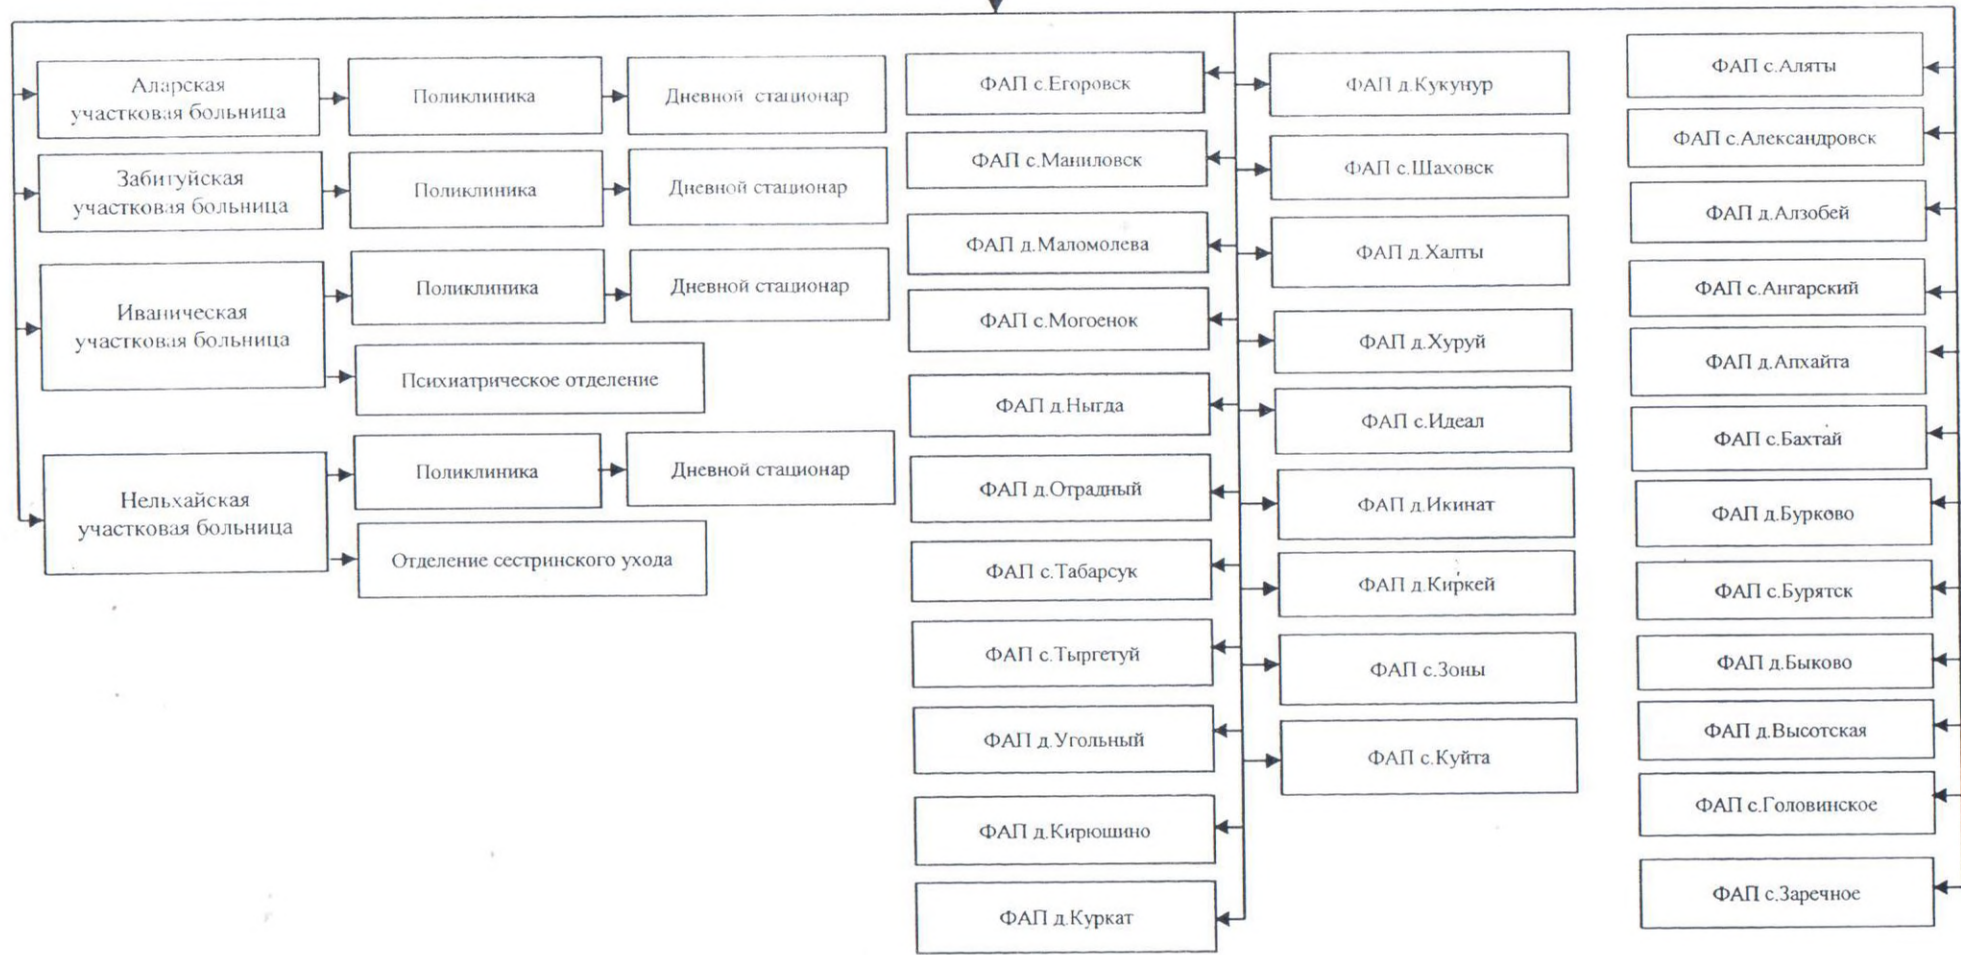 Аларская
участковая больница
Поликлиника
Дневной стационар
Забитуйская
участковая больница
Поликлиника
Дневной стационар
Иваническая
участковая больница
Поликлиника
Дневной стационар
Психиатрическое отделение
Нельхайская
участковая больница
Поликлиника
Дневной стационар
Отделение сестринского ухода
ФАП с.Егоровск
ФАП с.Маниловск
ФАП д.Маломолева
ФАП с.Могоенок
ФАП д.Ныгда
ФАП д.Отрадный
ФАП с.Табарсук
ФАП с.Тыргетуй
ФАП д.Угольный
ФАП д.Кирюшино
ФАП д.Куркат
ФАП д.Кукунур
ФАП с.Шаховск
ФАП д.Халты
ФАП д.Хуруй
ФАП с.Идеал
ФАП д.Икинат
ФАП д.Киркей
ФАП с.Зоны
ФАП с.Куйта
ФАП с.Аляты
ФАП с.Александровск
ФАП д.Алзобей
ФАП с.Ангарский
ФАП д.Апхайта
ФАП с.Бахтай
ФАП д.Бурково
ФАП с.Бурятск
ФАП д.Быково
ФАП д.Высотская
ФАП с.Головинское
ФАП с.Заречное